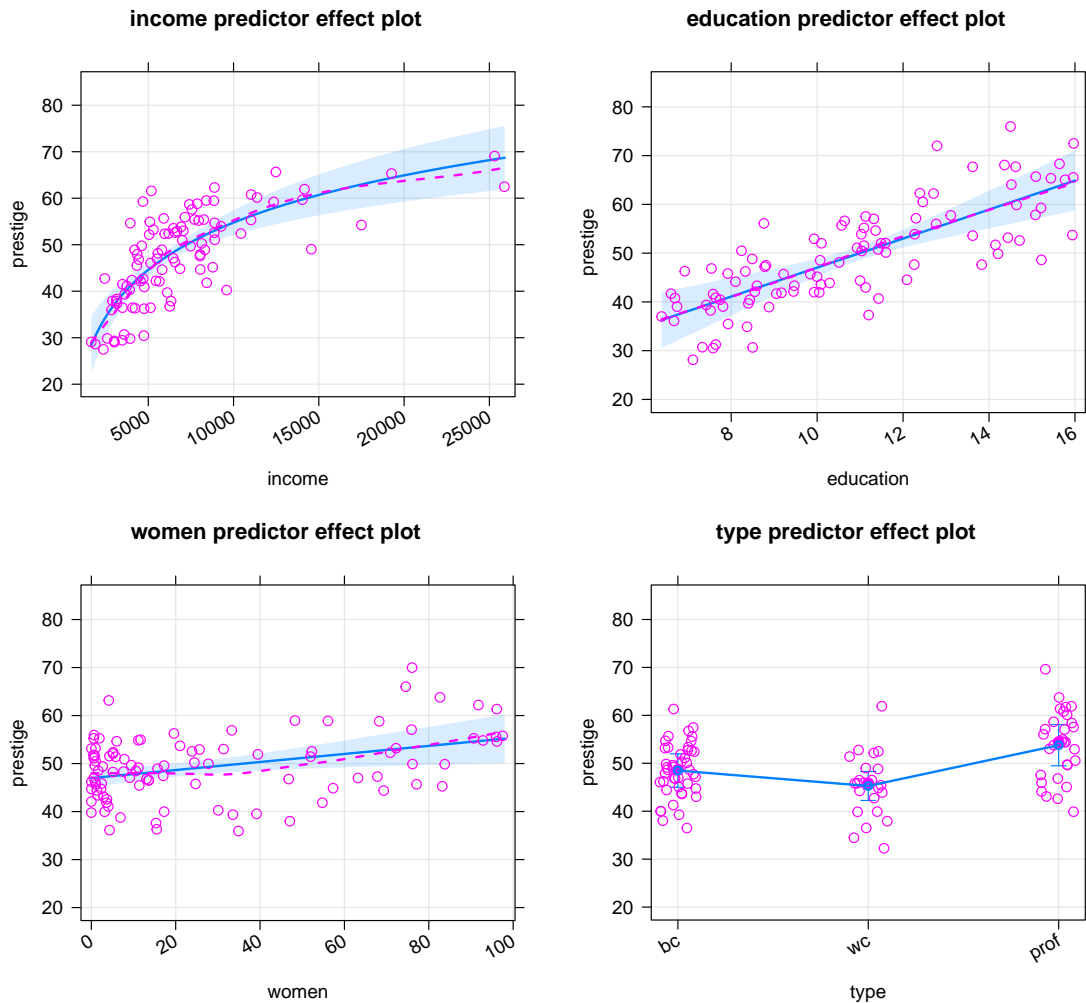 income predictor effect plot
prestige
80
70
60
50
40
30
20
5000
10000
15000
20000
25000
income
education predictor effect plot
prestige
80
70
60
50
40
30
20
8
10
12
14
16
education
women predictor effect plot
prestige
80
70
60
50
40
30
20
0
20
40
60
80
100
women
type predictor effect plot
prestige
80
70
60
50
40
30
20
bc
wc
prof
type